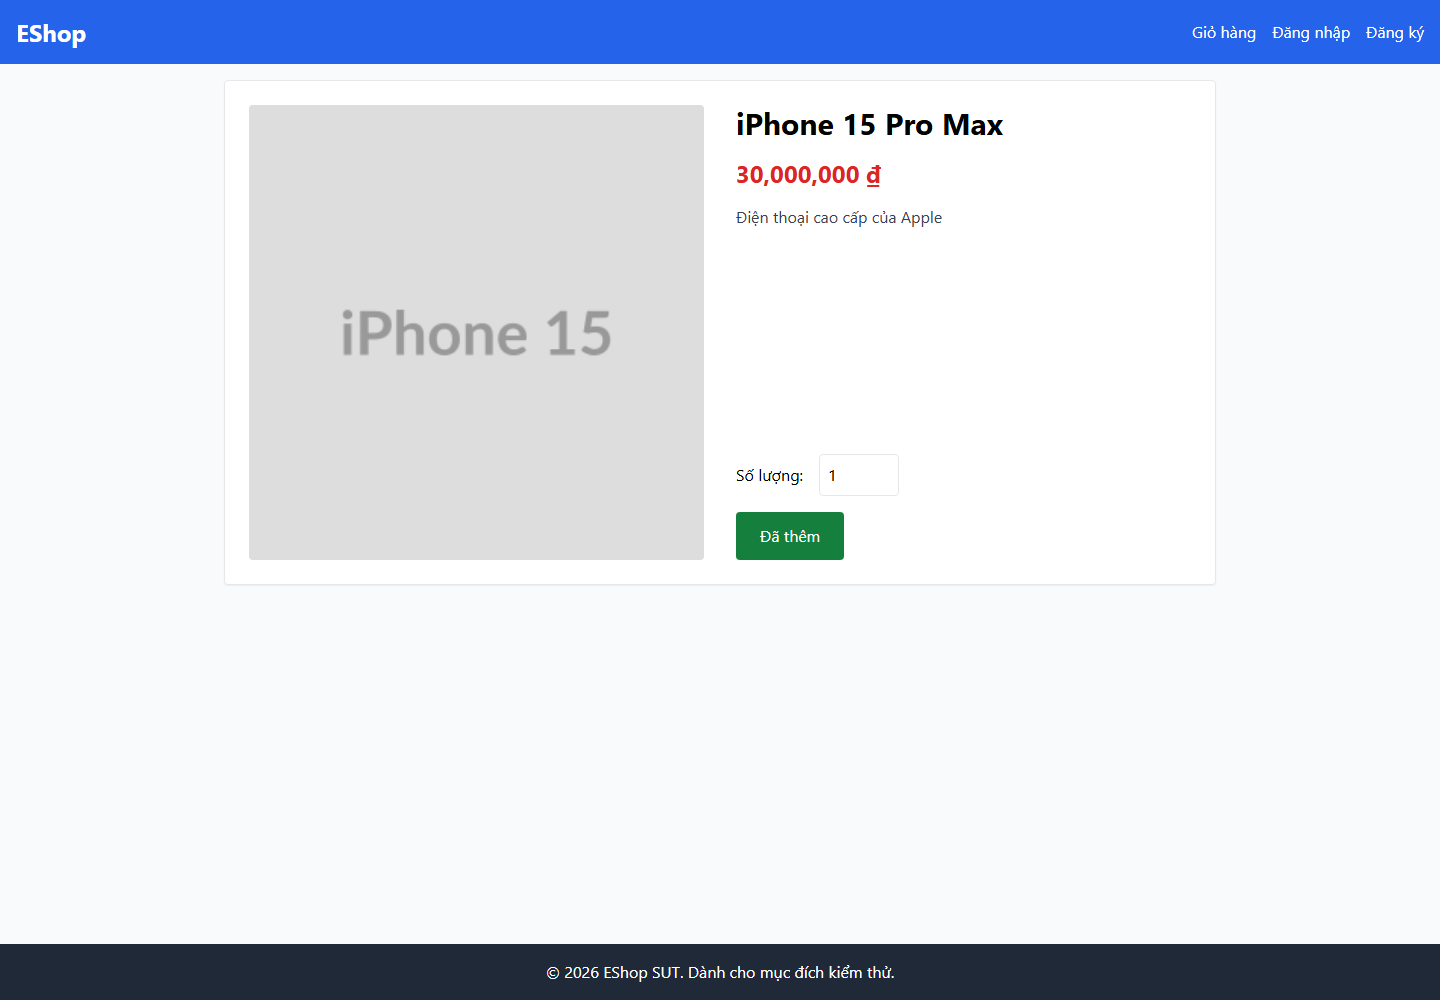 EShop
Giỏ hàng
Đăng nhập
Đăng ký
iPhone 15
iPhone 15 Pro Max
30,000,000 ₫
Điện thoại cao cấp của Apple
Số lượng: 1
Đã thêm
© 2026 EShop SUT. Dành cho mục đích kiểm thử.